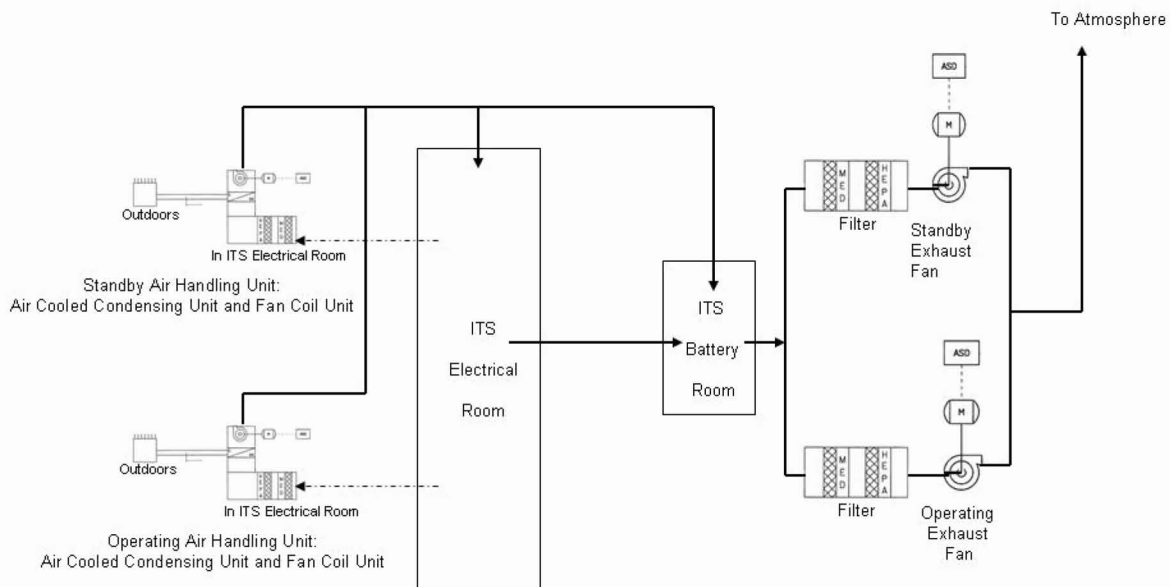 To Atmosphere
ASD
M
MED
HEPA
Filter
Standby
Exhaust
Fan
Outdoors
In ITS Electrical Room
Standby Air Handling Unit:
Air Cooled Condensing Unit and Fan Coil Unit
ITS
Electrical
Room
ITS
Battery
Room
ASD
M
MED
HEPA
Filter
Operating
Exhaust
Fan
Outdoors
In ITS Electrical Room
Operating Air Handling Unit:
Air Cooled Condensing Unit and Fan Coil Unit